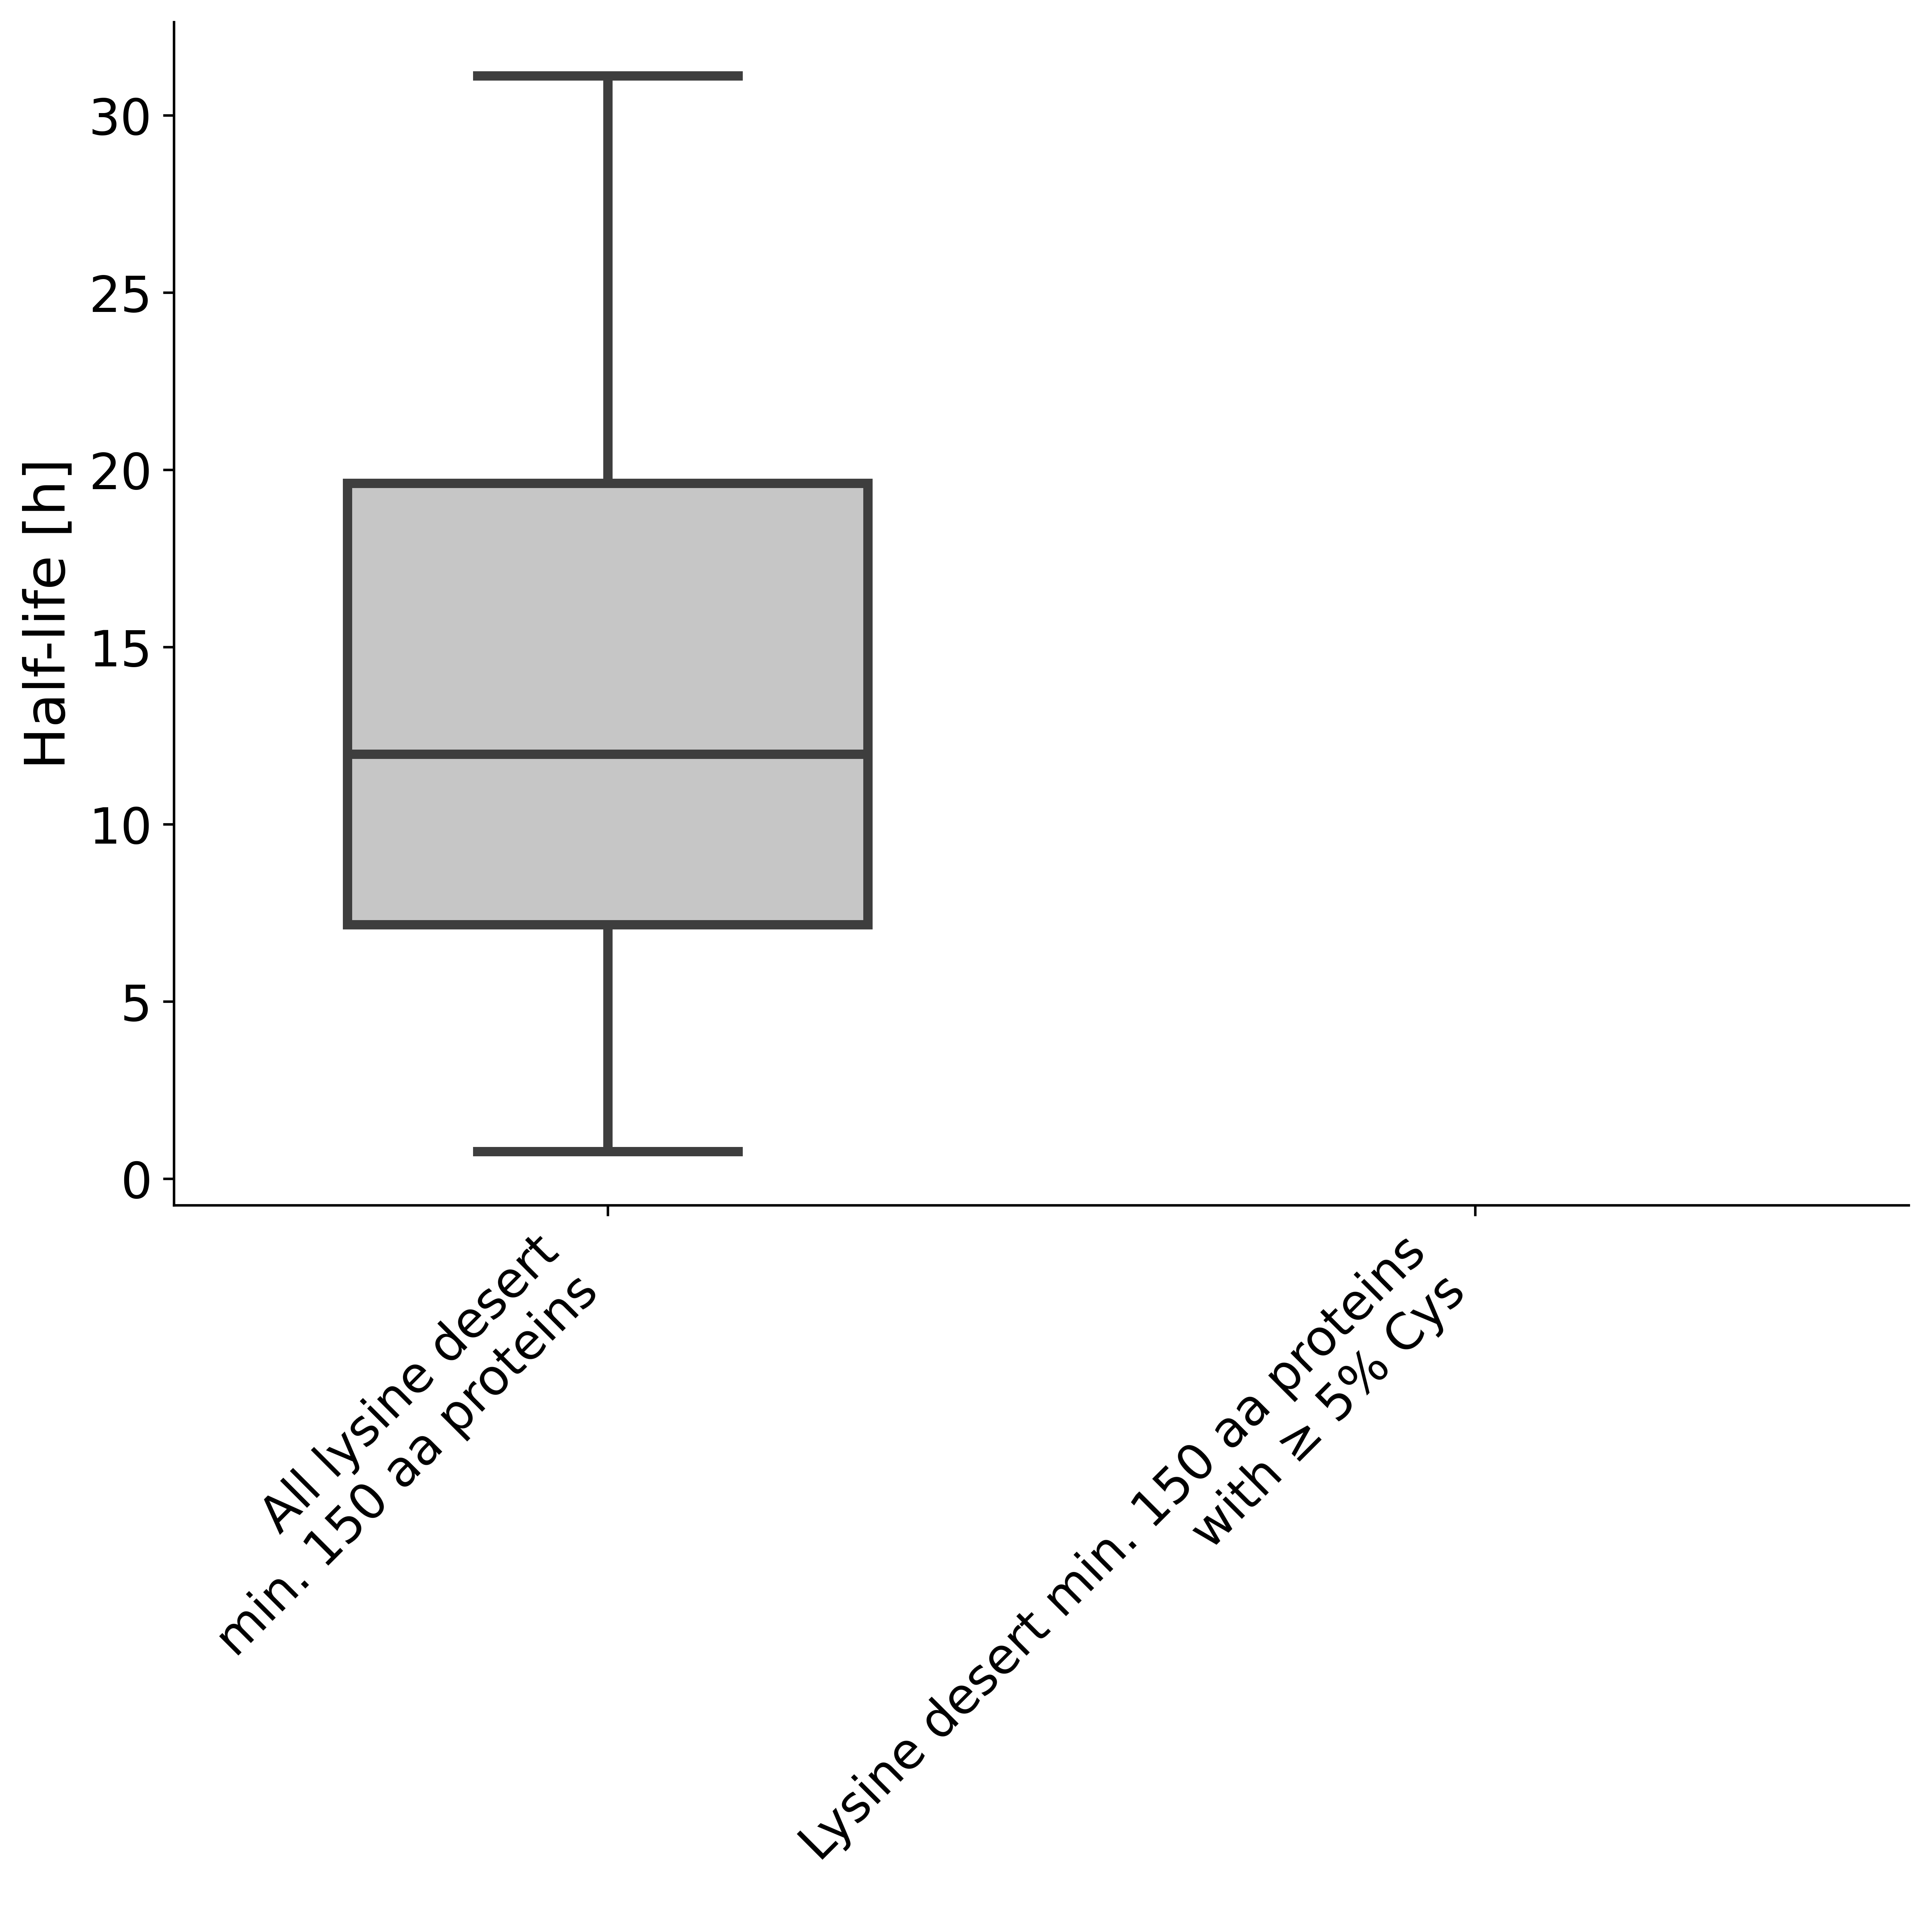 Half-life [h]
30
25
20
15
10
5
0
All lysine desert
min. 150 aa proteins
Lysine desert min. 150 aa proteins
with ≥ 5% Cys